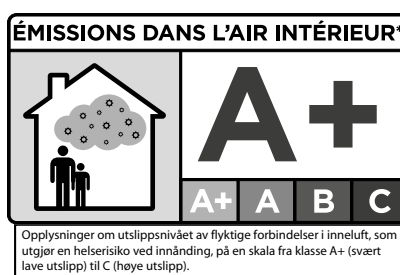 ÉMISSIONS DANS L'AIR INTÉRIEUR*
A+
A+ A B C
Opplysninger om utslippsnivået av flyktige forbindelser i inneluft, som
utgjør en helserisiko ved innånding, på en skala fra klasse A+ (svært
lave utslipp) til C (høye utslipp).